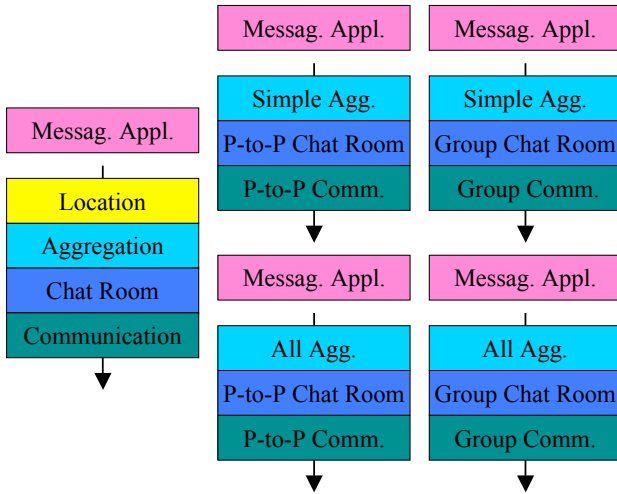 Messag. Appl.
Location
Aggregation
Chat Room
Communication
Messag. Appl.
Simple Agg.
P-to-P Chat Room
P-to-P Comm.
Messag. Appl.
Simple Agg.
Group Chat Room
Group Comm.
Messag. Appl.
All Agg.
P-to-P Chat Room
P-to-P Comm.
Messag. Appl.
All Agg.
Group Chat Room
Group Comm.